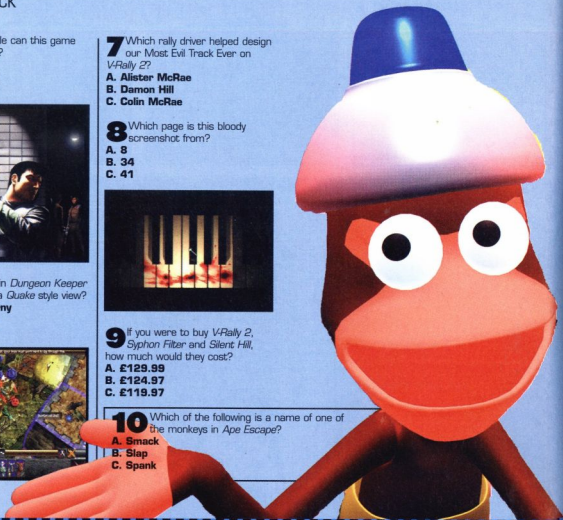 CK
le can this game
?
in Dungeon Keeper
a Quake style view?
ny
7 Which rally driver helped design
our Most Evil Track Ever on
V-Rally 2?
A. Alister McRae
B. Damon Hill
C. Colin McRae
8 Which page is this bloody
screenshot from?
A. 8
B. 34
C. 41
9 If you were to buy V-Rally 2,
Syphon Filter and Silent Hill,
how much would they cost?
A. £129.99
B. £124.97
C. £119.97
10 Which of the following is a name of one of
the monkeys in Ape Escape?
A. Smack
B. Slap
C. Spank